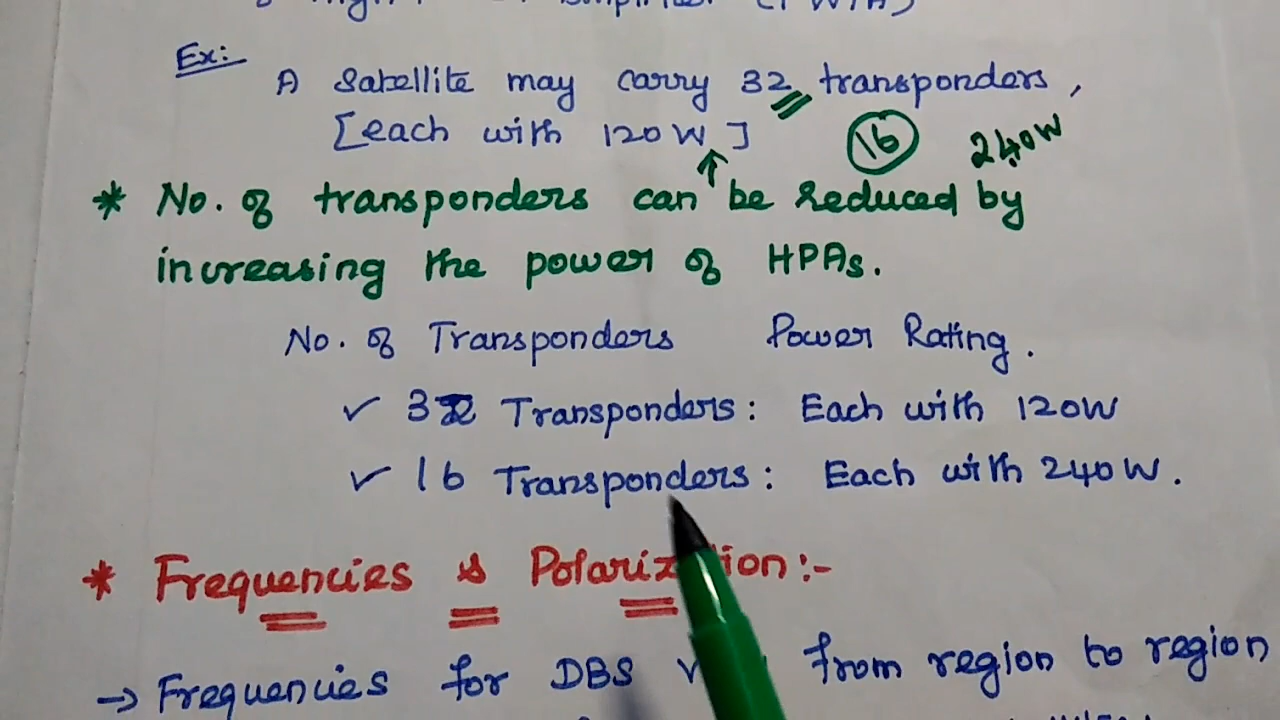 (TWTA)
Ex:
A Satellite may carry 32 transponders,
[each with 120W]
16 240W
* No. of transponders can be reduced by
increasing the power of HPAs.
No. of Transponders Power Rating.
✓ 32 Transponders: Each with 120W
✓ 16 Transponders: Each with 240W.
* Frequencies & Polarization:-
→ Frequencies for DBS from region to region